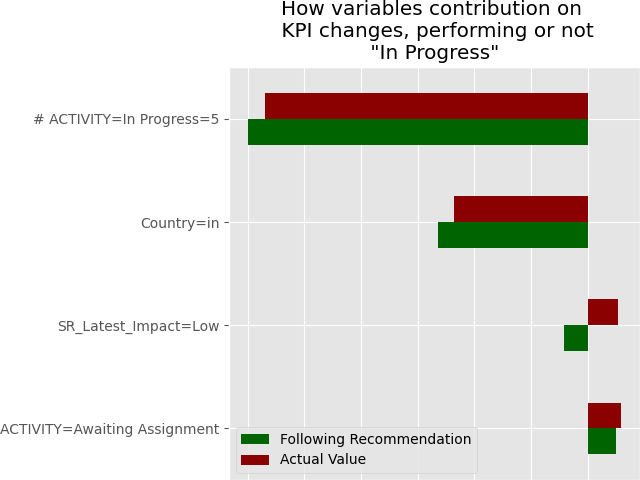 How variables contribution on
KPI changes, performing or not
"In Progress"
# ACTIVITY=In Progress=5
Country=in
SR_Latest_Impact=Low
ACTIVITY=Awaiting Assignment
Following Recommendation
Actual Value